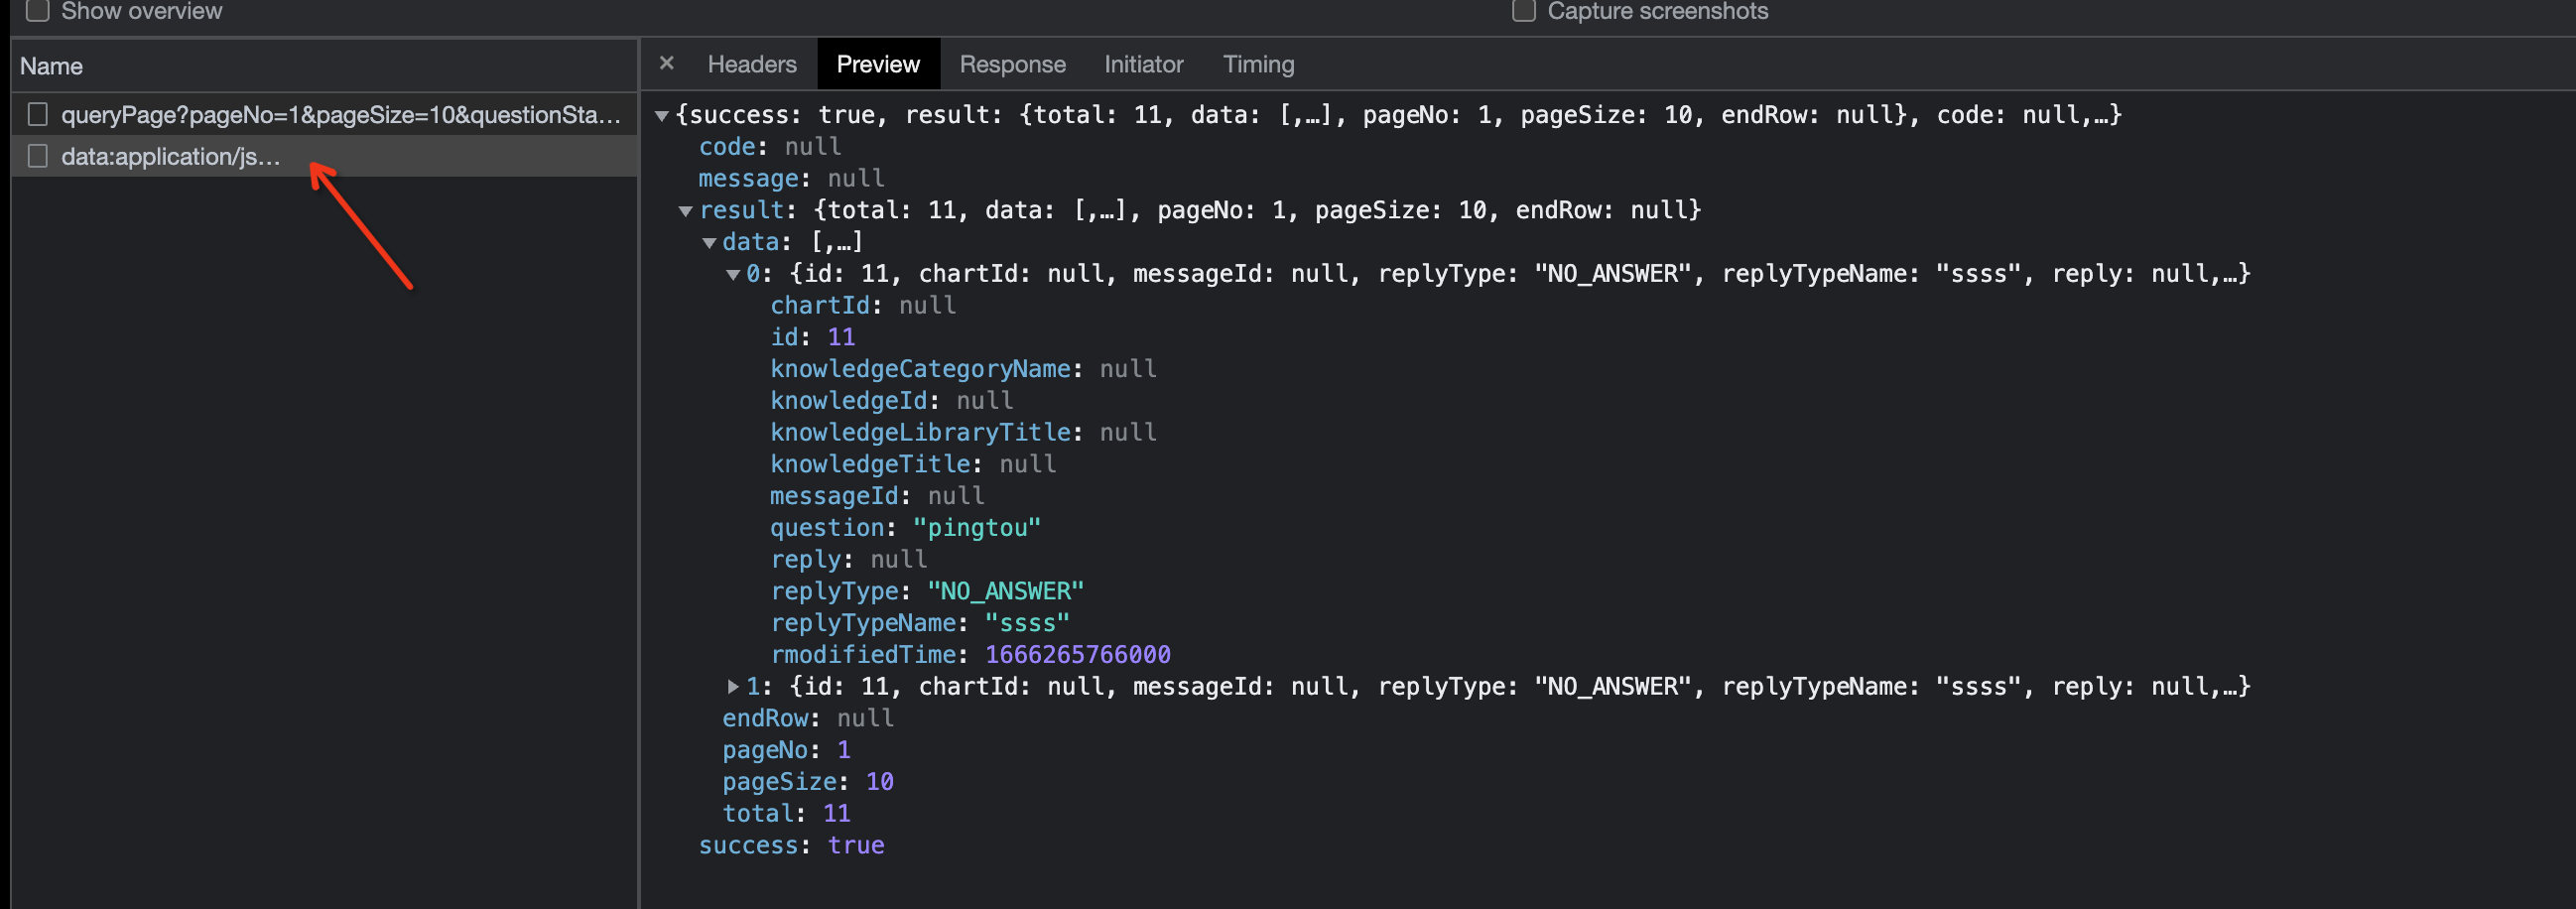 Show overview
Capture screenshots
Name
× Headers Preview Response Initiator Timing
queryPage?pageNo=1&pageSize=10&questionSta…
data:application/js…
▼{success: true, result: {total: 11, data: [,…], pageNo: 1, pageSize: 10, endRow: null}, code: null,…}
code: null
message: null
▼result: {total: 11, data: [,…], pageNo: 1, pageSize: 10, endRow: null}
▼data: [,…]
▼0: {id: 11, chartId: null, messageId: null, replyType: "NO_ANSWER", replyTypeName: "ssss", reply: null,…}
chartId: null
id: 11
knowledgeCategoryName: null
knowledgeId: null
knowledgeLibraryTitle: null
knowledgeTitle: null
messageId: null
question: "pingtou"
reply: null
replyType: "NO_ANSWER"
replyTypeName: "ssss"
rmodifiedTime: 1666265766000
▶1: {id: 11, chartId: null, messageId: null, replyType: "NO_ANSWER", replyTypeName: "ssss", reply: null,…}
endRow: null
pageNo: 1
pageSize: 10
total: 11
success: true